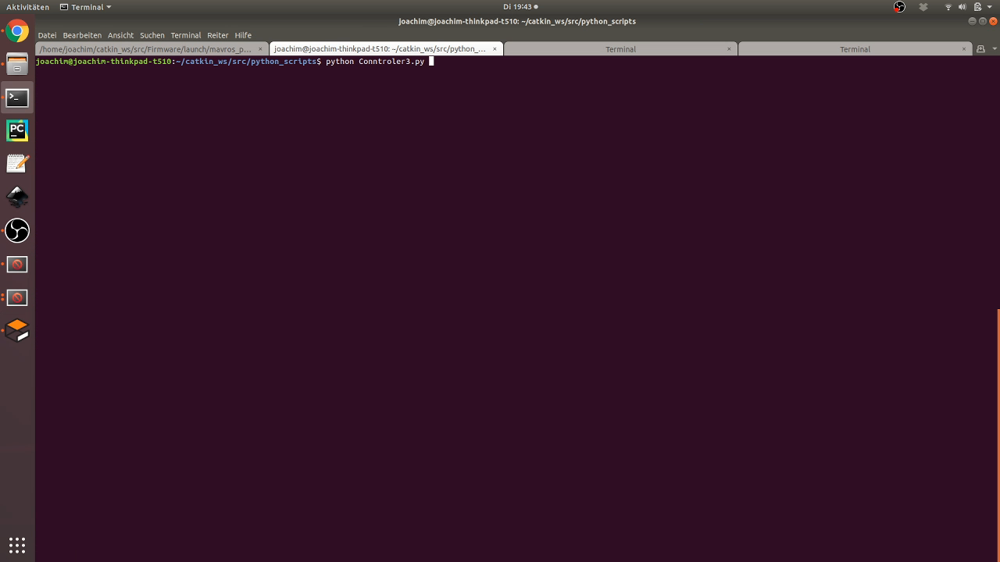 Aktivitäten Terminal Di 19:43
joachim@joachim-thinkpad-t510: ~/catkin_ws/src/python_scripts
Datei Bearbeiten Ansicht Suchen Terminal Reiter Hilfe
/home/joachim/catkin_ws/src/Firmware/launch/mavros_p... × joachim@joachim-thinkpad-t510: ~/catkin_ws/src/python_... × Terminal × Terminal ×
joachim@joachim-thinkpad-t510:~/catkin_ws/src/python_scripts$ python Conntroler3.py
PC